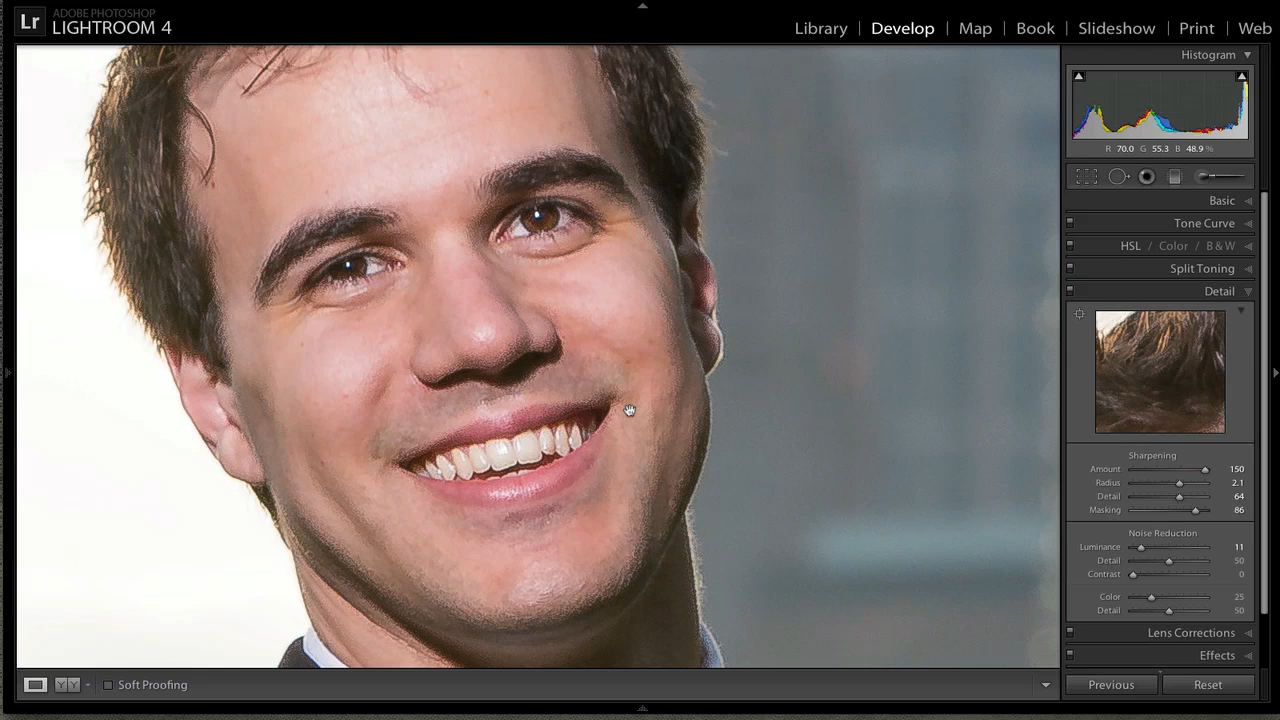 Lr
ADOBE PHOTOSHOP
LIGHTROOM 4
Library | Develop | Map | Book | Slideshow | Print | Web
Histogram
R 70.0 G 55.3 B 48.9 %
Basic
Tone Curve
HSL / Color / B & W
Split Toning
Detail
Sharpening
Amount 150
Radius 2.1
Detail 64
Masking 86
Noise Reduction
Luminance 11
Detail 50
Contrast 0
Color 25
Detail 50
Lens Corrections
Effects
YY Soft Proofing
Previous Reset